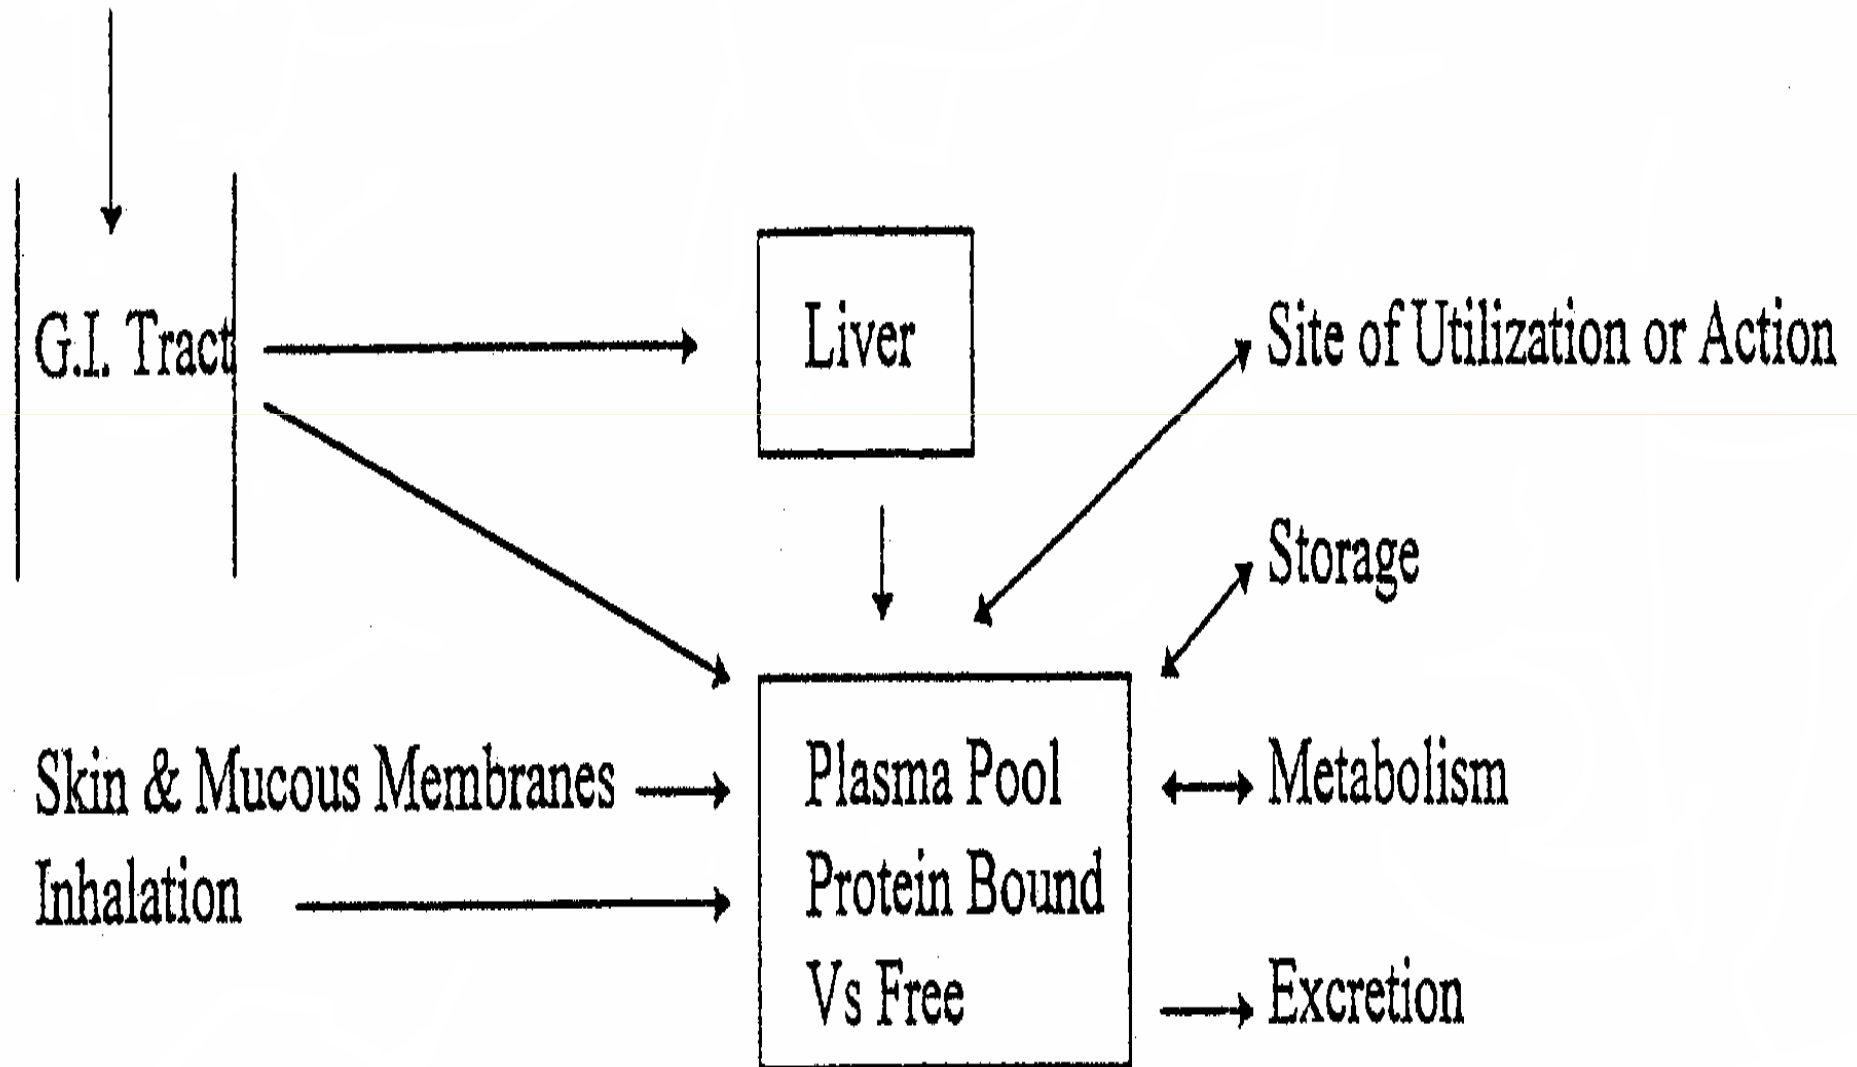 G.I. Tract
Liver
Site of Utilization or Action
Storage
Skin & Mucous Membranes
Inhalation
Plasma Pool
Protein Bound
Vs Free
Metabolism
Excretion